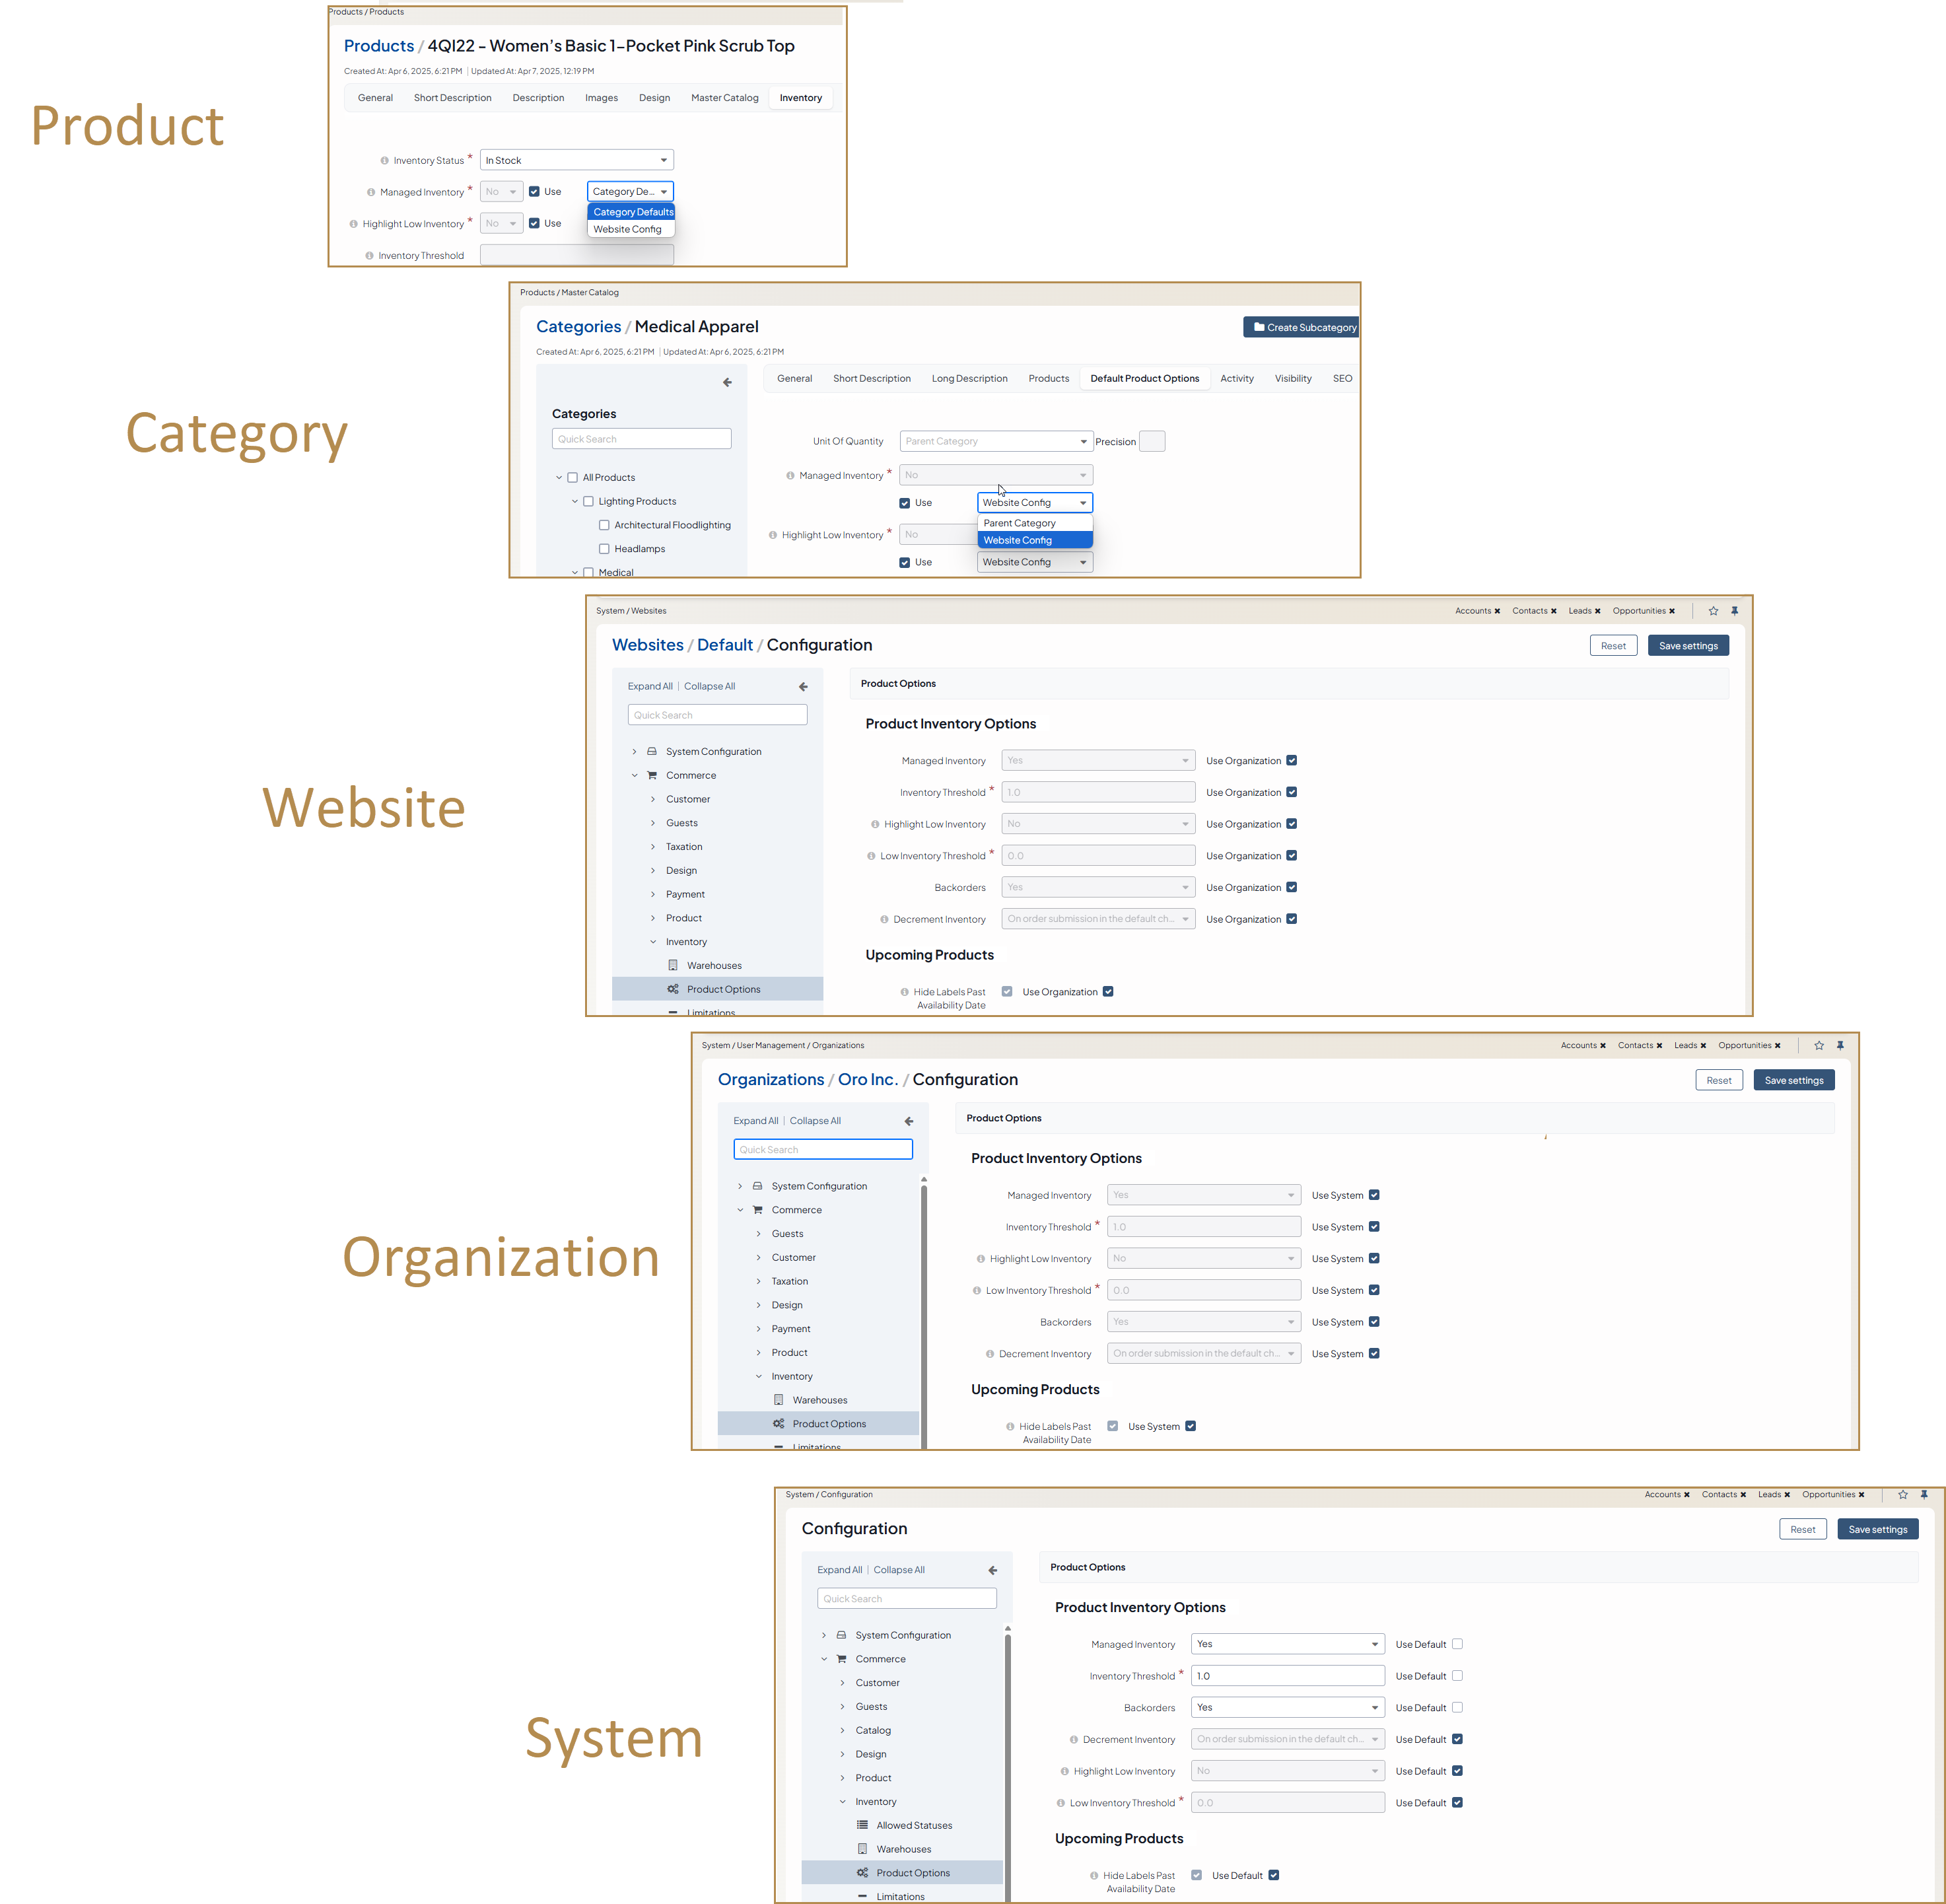 Product
Products / Products
Products / 4QI22 - Women's Basic 1-Pocket Pink Scrub Top
Created At: Apr 6, 2025, 6:21 PM | Updated At: Apr 7, 2025, 12:19 PM
General Short Description Description Images Design Master Catalog Inventory
Inventory Status * In Stock
Managed Inventory * No Use Category De...
Category Defaults
Highlight Low Inventory * No Use Website Config
Inventory Threshold
Category
Products / Master Catalog
Categories / Medical Apparel Create Subcategory
Created At: Apr 6, 2025, 6:21 PM | Updated At: Apr 6, 2025, 6:21 PM
General Short Description Long Description Products Default Product Options Activity Visibility SEO
Categories
Quick Search
All Products
Lighting Products
Architectural Floodlighting
Headlamps
Medical
Unit Of Quantity Parent Category Precision
Managed Inventory * No
Use Website Config
Parent Category
Website Config
Highlight Low Inventory * No
Use Website Config
Website
System / Websites Accounts × Contacts × Leads × Opportunities ×
Websites / Default / Configuration Reset Save settings
Expand All | Collapse All
Quick Search
System Configuration
Commerce
Customer
Guests
Taxation
Design
Payment
Product
Inventory
Warehouses
Product Options
Limitations
Product Options
Product Inventory Options
Managed Inventory Yes Use Organization
Inventory Threshold * 1.0 Use Organization
Highlight Low Inventory No Use Organization
Low Inventory Threshold * 0.0 Use Organization
Backorders Yes Use Organization
Decrement Inventory On order submission in the default ch... Use Organization
Upcoming Products
Hide Labels Past Use Organization
Availability Date
Organization
System / User Management / Organizations Accounts × Contacts × Leads × Opportunities ×
Organizations / Oro Inc. / Configuration Reset Save settings
Expand All | Collapse All
Quick Search
System Configuration
Commerce
Guests
Customer
Taxation
Design
Payment
Product
Inventory
Warehouses
Product Options
Limitations
Product Options
Product Inventory Options
Managed Inventory Yes Use System
Inventory Threshold * 1.0 Use System
Highlight Low Inventory No Use System
Low Inventory Threshold * 0.0 Use System
Backorders Yes Use System
Decrement Inventory On order submission in the default ch... Use System
Upcoming Products
Hide Labels Past Use System
Availability Date
System
System / Configuration Accounts × Contacts × Leads × Opportunities ×
Configuration Reset Save settings
Expand All | Collapse All
Quick Search
System Configuration
Commerce
Customer
Guests
Catalog
Design
Product
Inventory
Allowed Statuses
Warehouses
Product Options
Limitations
Product Options
Product Inventory Options
Managed Inventory Yes Use Default
Inventory Threshold * 1.0 Use Default
Backorders Yes Use Default
Decrement Inventory On order submission in the default ch... Use Default
Highlight Low Inventory No Use Default
Low Inventory Threshold * 0.0 Use Default
Upcoming Products
Hide Labels Past Use Default
Availability Date